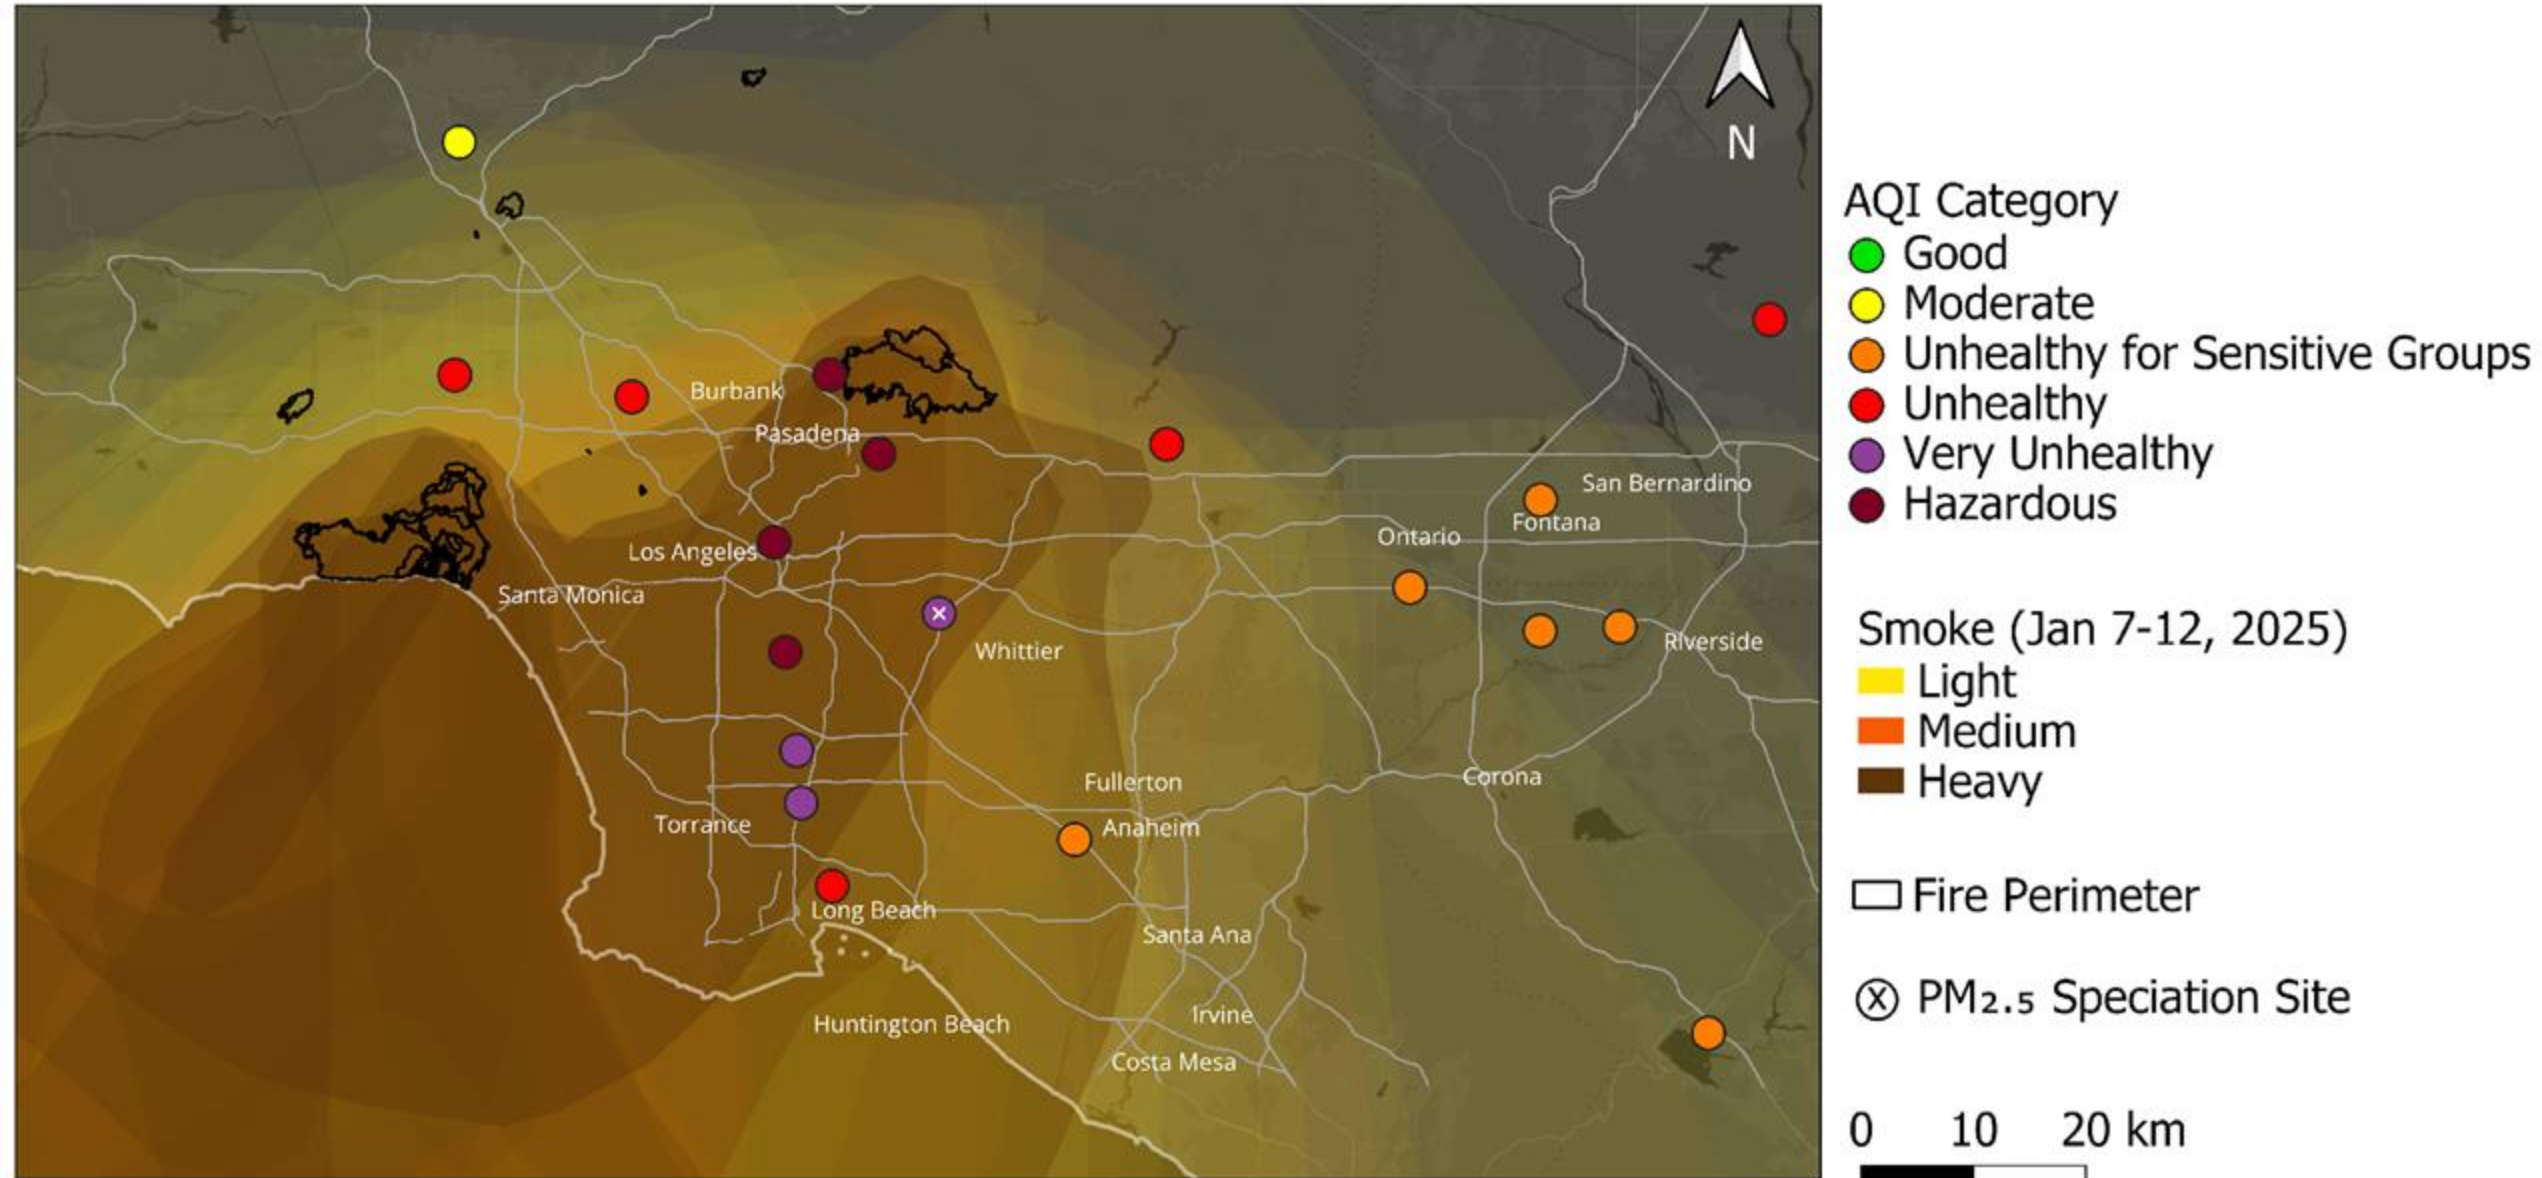 N
Burbank
Pasadena
San Bernardino
Fontana
Ontario
Los Angeles
Santa Monica
Riverside
Whittier
Corona
Fullerton
Torrance
Anaheim
Long Beach
Santa Ana
Irvine
Huntington Beach
Costa Mesa
AQI Category
Good
Moderate
Unhealthy for Sensitive Groups
Unhealthy
Very Unhealthy
Hazardous
Smoke (Jan 7-12, 2025)
Light
Medium
Heavy
Fire Perimeter
PM₂.₅ Speciation Site
0 10 20 km